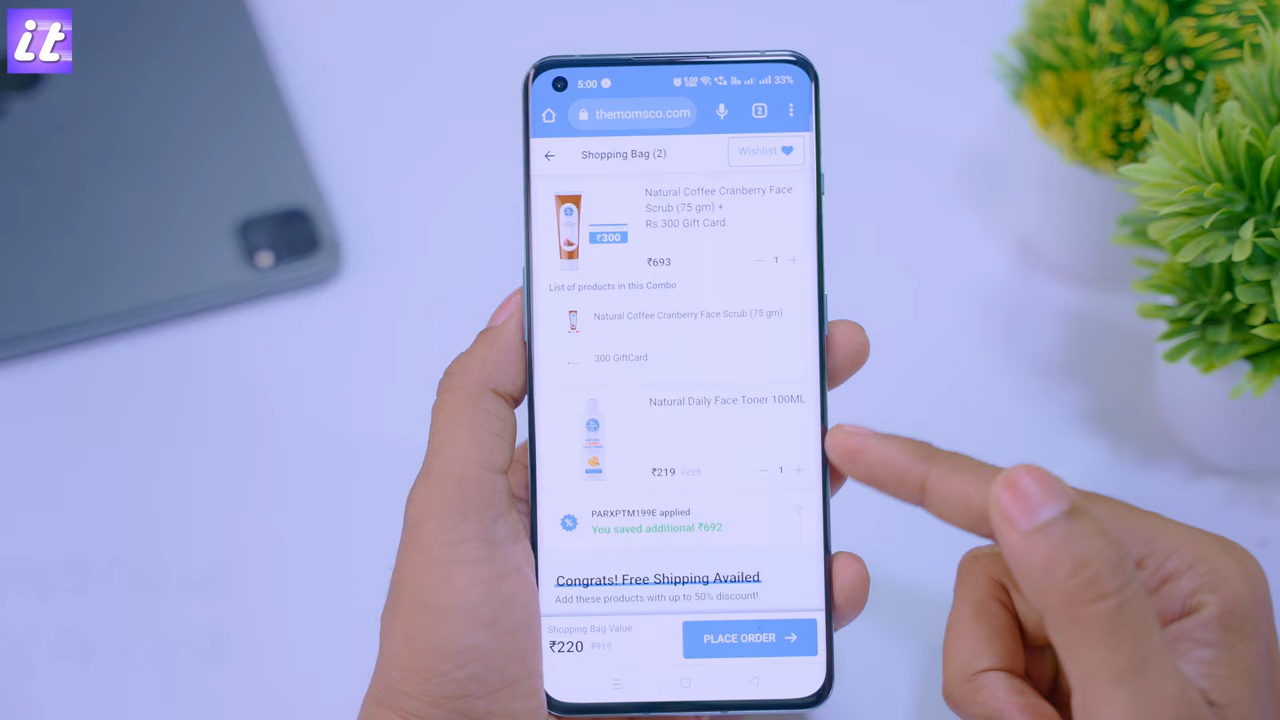 it
5:00
33%
themomsco.com
2
Shopping Bag (2)
Wishlist
Natural Coffee Cranberry Face
Scrub (75 gm) +
Rs.300 Gift Card.
₹300
₹693
1
List of products in this Combo
Natural Coffee Cranberry Face Scrub (75 gm)
300 GiftCard
Natural Daily Face Toner 100ML
₹219
1
PARXPTM199E applied
You saved additional ₹692
Congrats! Free Shipping Availed
Add these products with up to 50% discount!
Shopping Bag Value
₹220 ₹919
PLACE ORDER